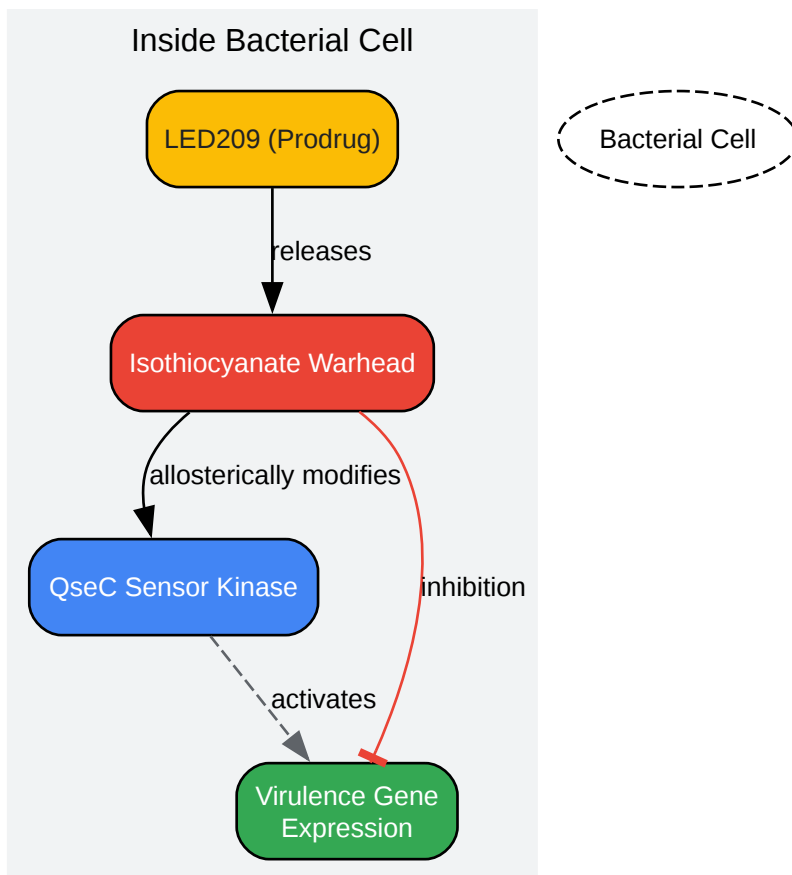 Inside Bacterial Cell
LED209 (Prodrug)
Bacterial Cell
releases
Isothiocyanate Warhead
allosterically modifies
QseC Sensor Kinase
inhibition
activates
Virulence Gene
Expression